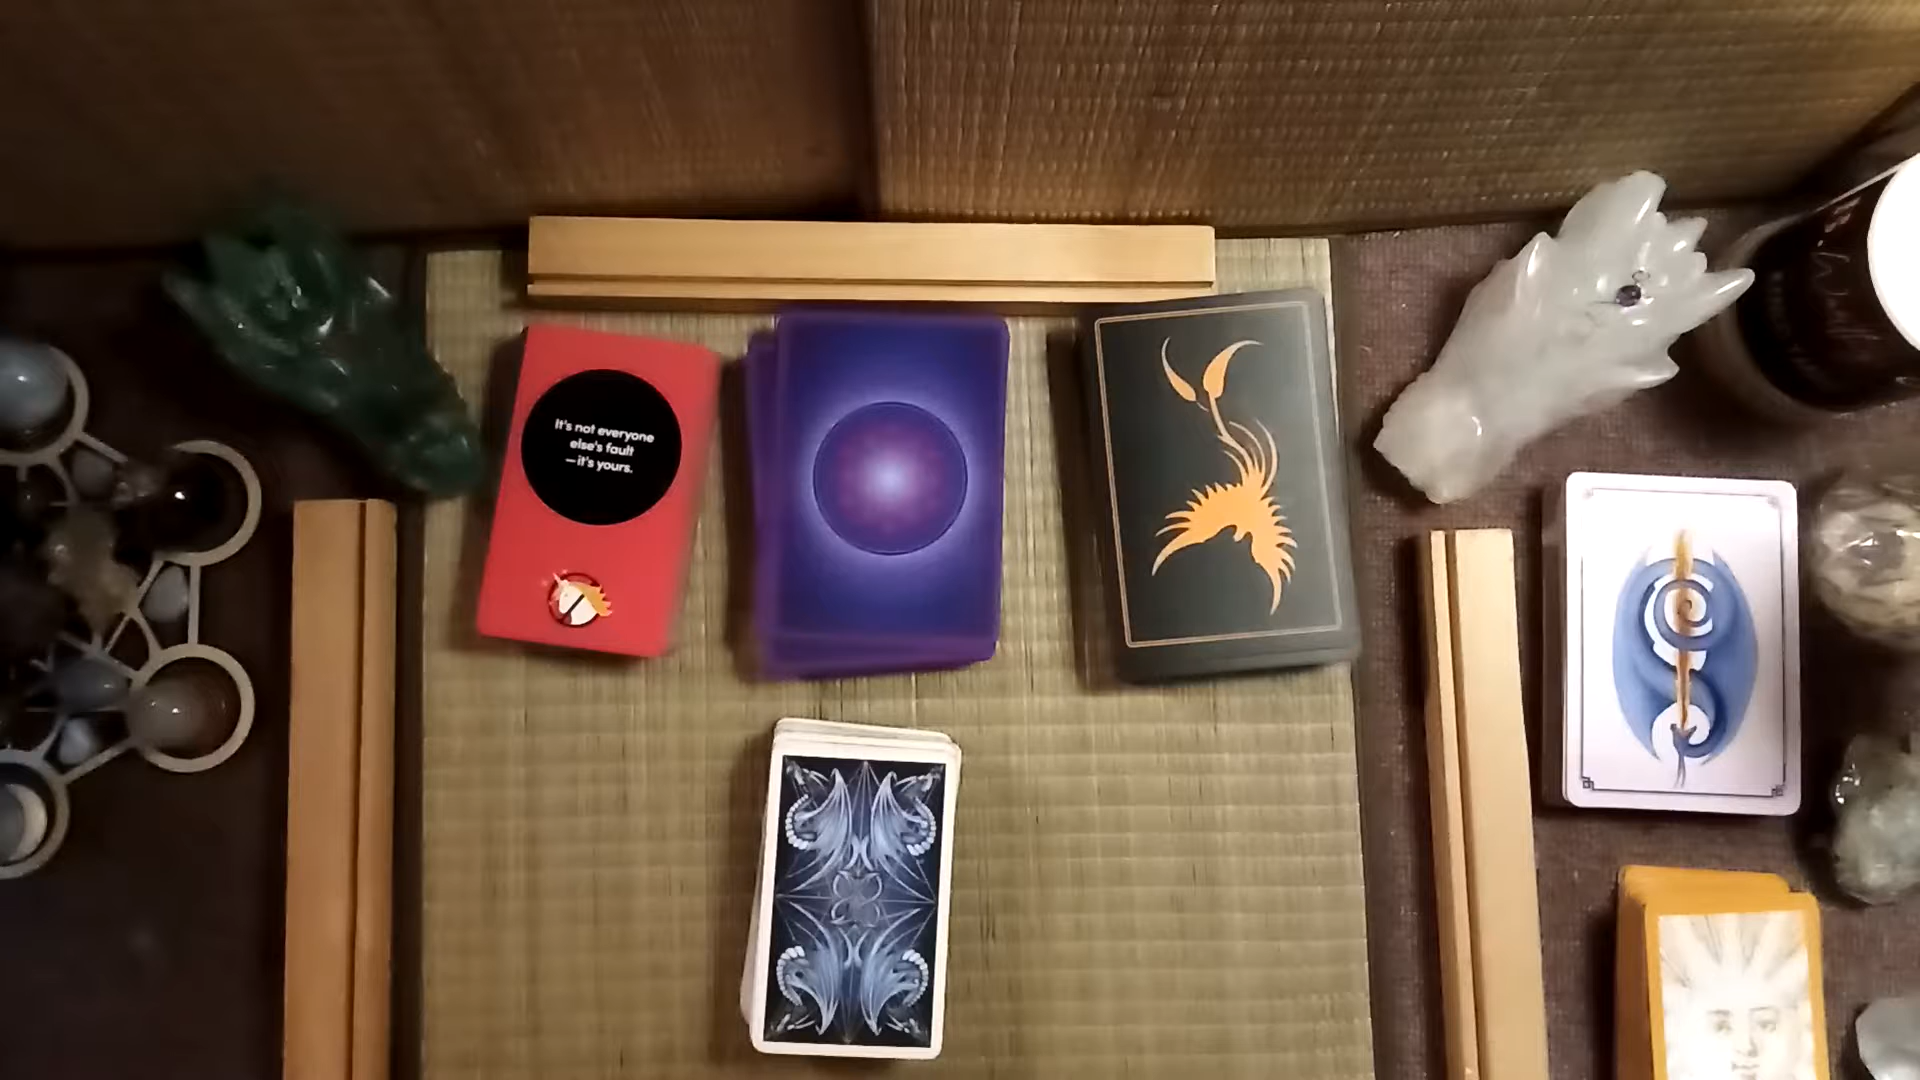 It's not everyone
else's fault
—it's yours.